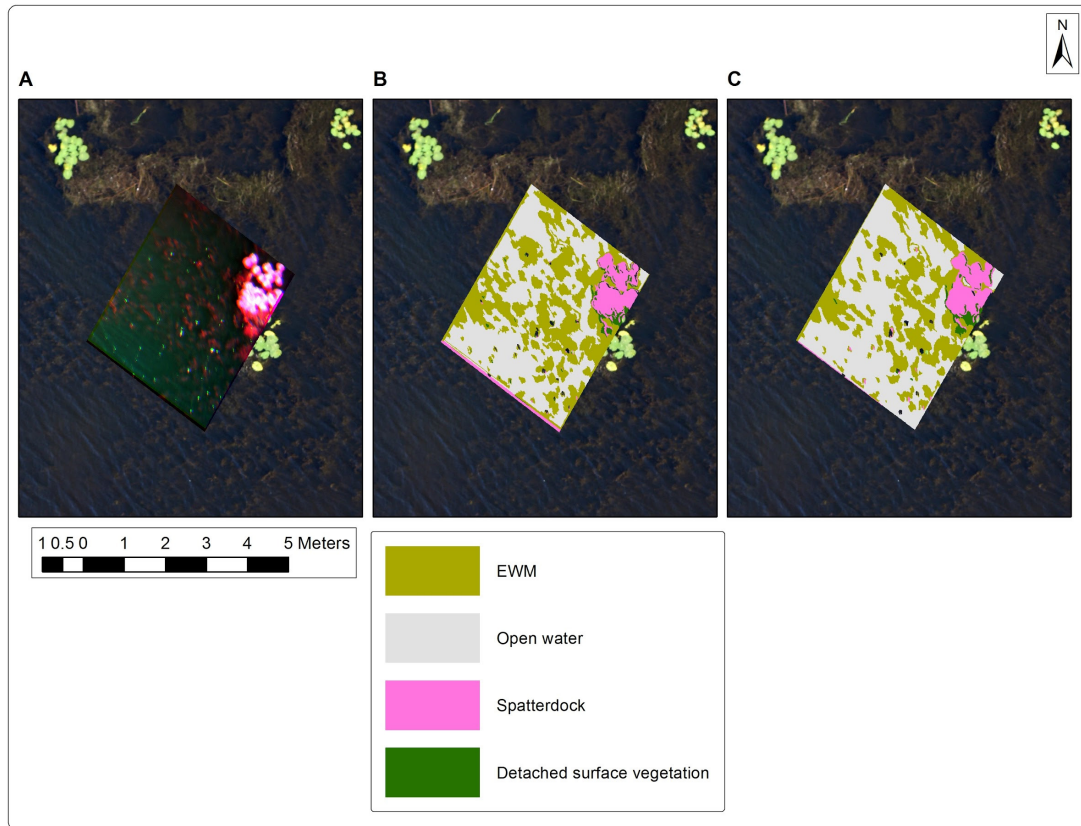 N
A
B
C
1 0.5 0 1 2 3 4 5 Meters
EWM
Open water
Spatterdock
Detached surface vegetation